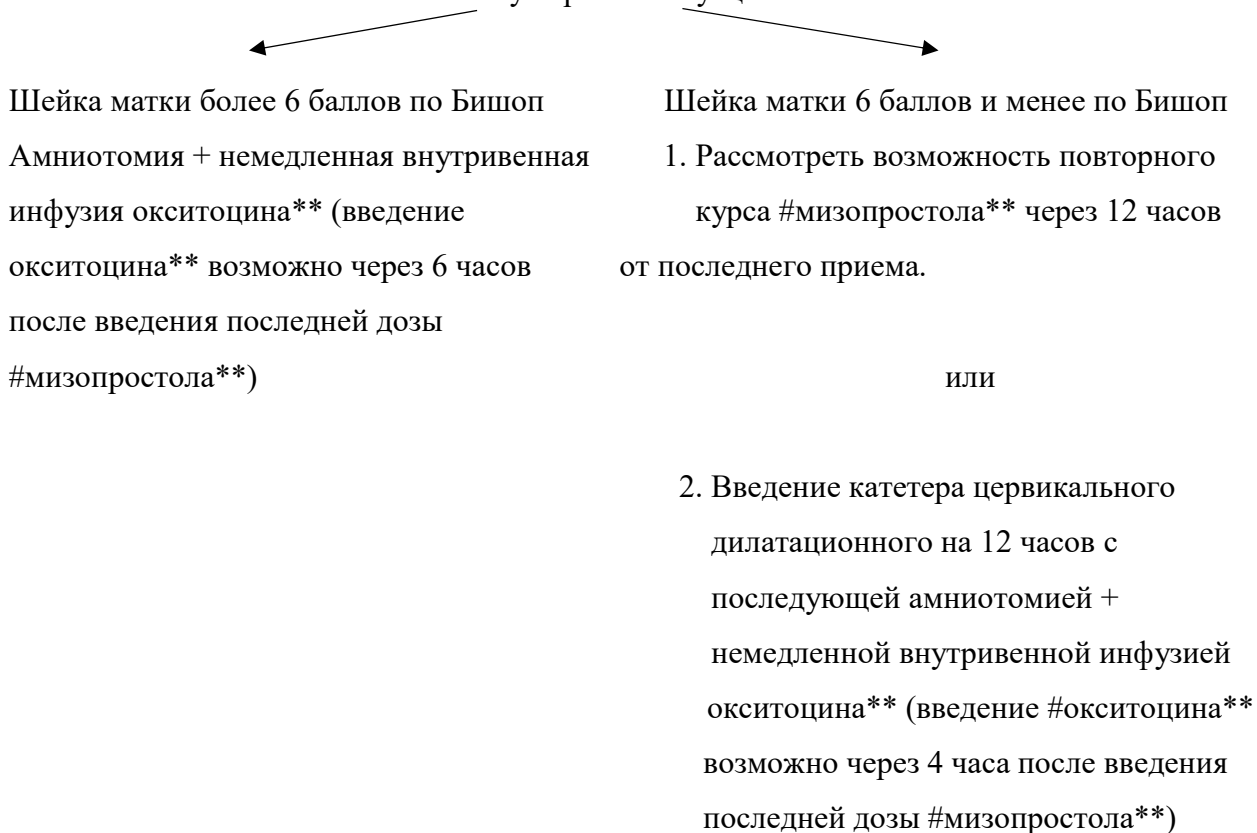 Шейка матки более 6 баллов по Бишоп
Амниотомия + немедленная внутривенная
инфузия окситоцина** (введение
окситоцина** возможно через 6 часов
после введения последней дозы
#мизопростола**)
Шейка матки 6 баллов и менее по Бишоп
1. Рассмотреть возможность повторного
курса #мизопростола** через 12 часов
от последнего приема.
или
2. Введение катетера цервикального
дилатационного на 12 часов с
последующей амниотомией +
немедленной внутривенной инфузией
окситоцина** (введение #окситоцина**
возможно через 4 часа после введения
последней дозы #мизопростола**)